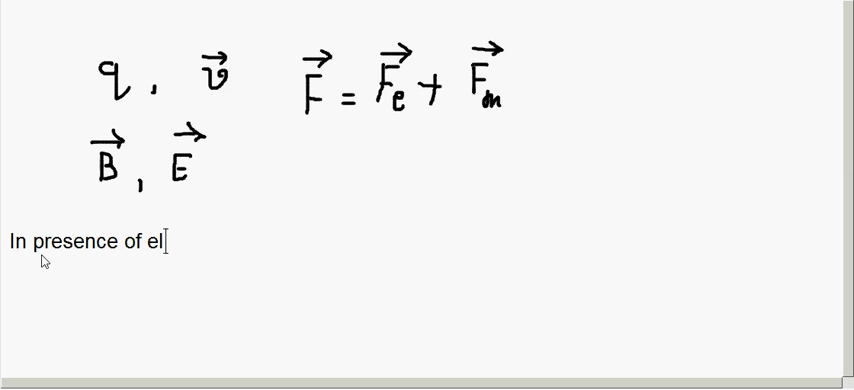 q, v⃗ F⃗ = F⃗e + F⃗m
B⃗, E⃗
In presence of el